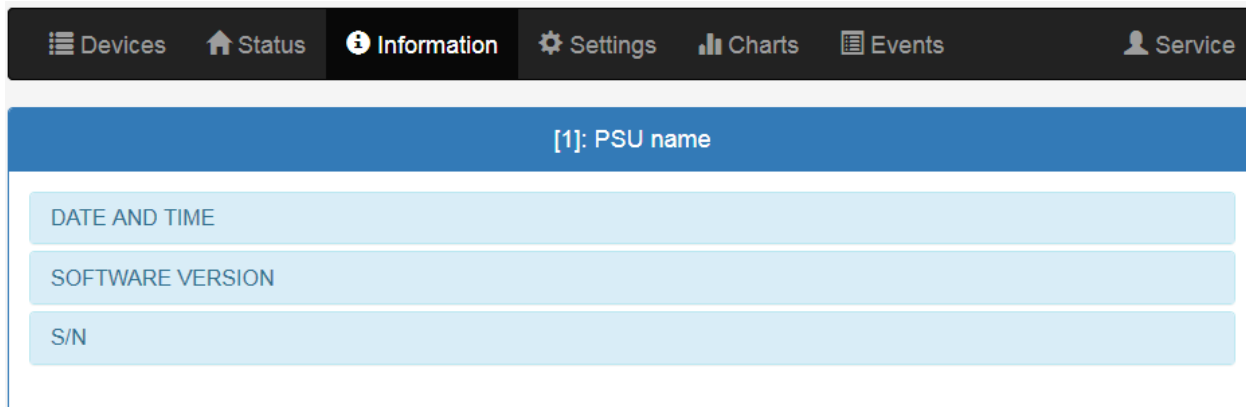 Devices Status Information Settings Charts Events Service
[1]: PSU name
DATE AND TIME
SOFTWARE VERSION
S/N